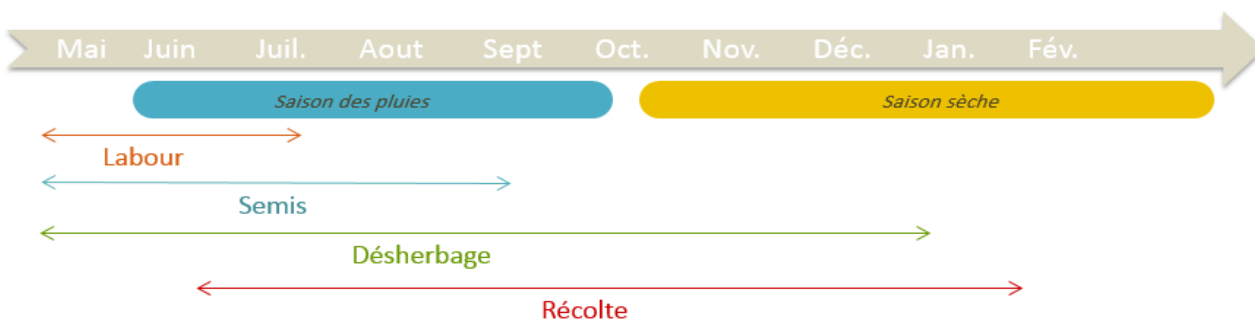 Mai Juin Juil. Aout Sept Oct. Nov. Déc. Jan. Fév.
Saison des pluies Saison sèche
Labour
Semis
Désherbage
Récolte